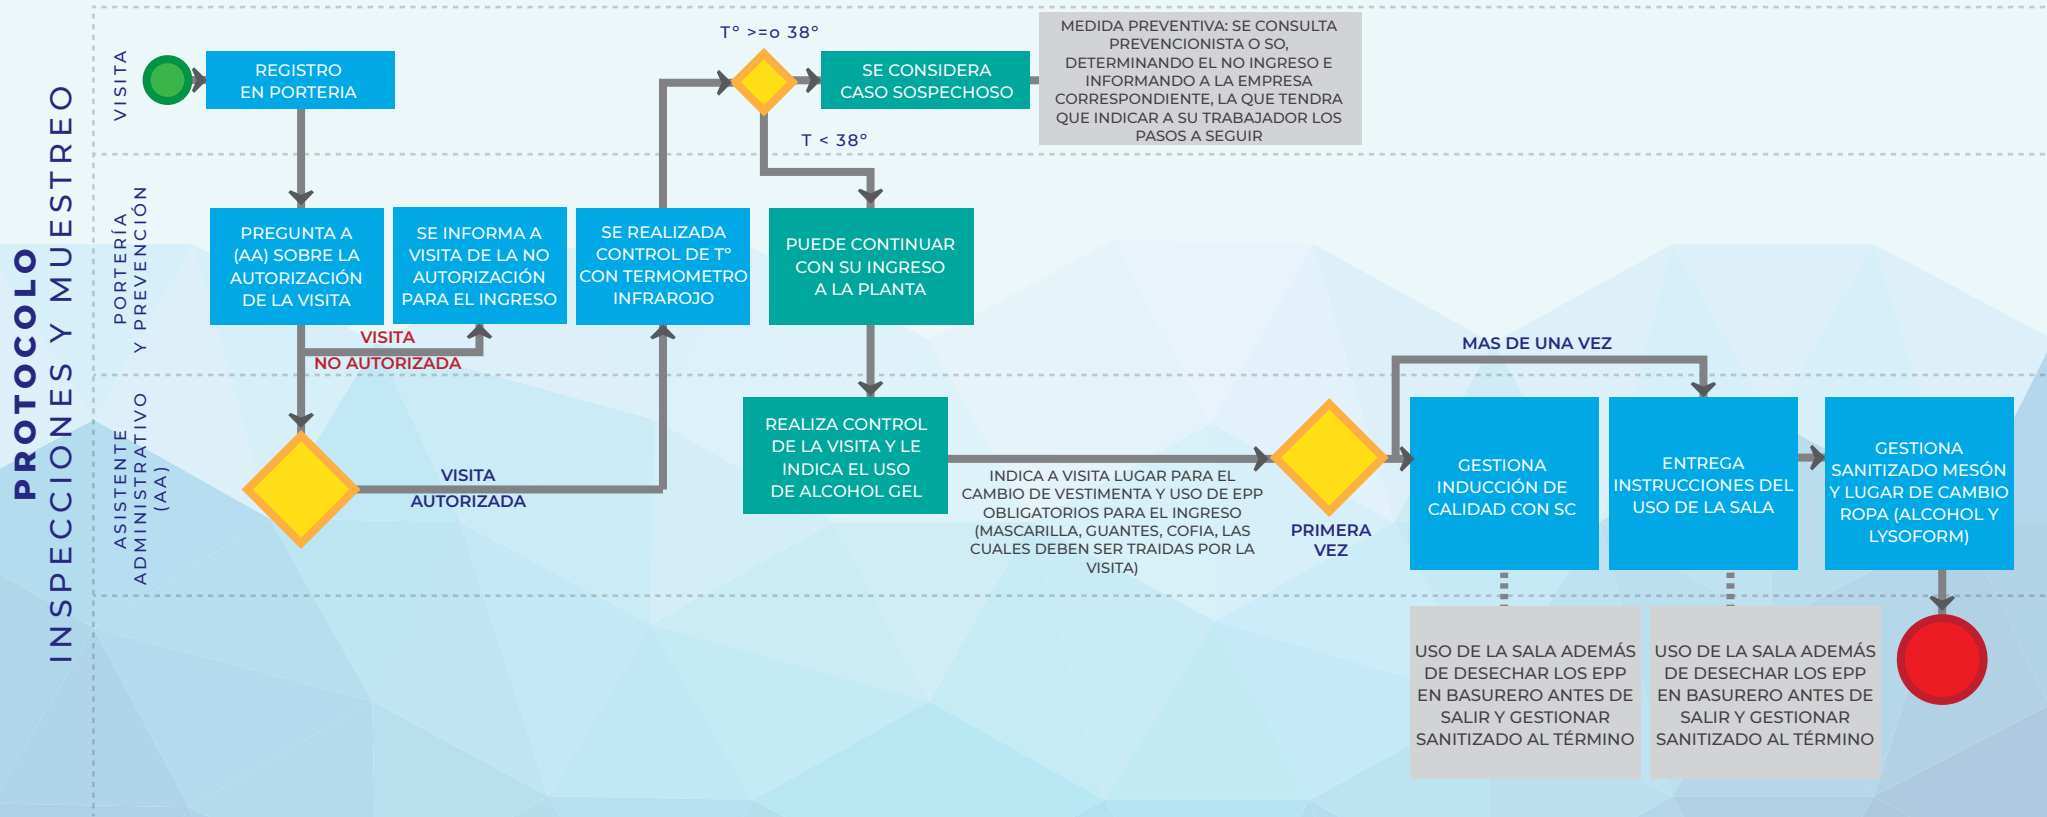 PROTOCOLO
INSPECCIONES Y MUESTREO
VISITA
REGISTRO
EN PORTERIA
Tº >=o 38º
SE CONSIDERA
CASO SOSPECHOSO
MEDIDA PREVENTIVA: SE CONSULTA
PREVENCIONISTA O SO,
DETERMINANDO EL NO INGRESO E
INFORMANDO A LA EMPRESA
CORRESPONDIENTE, LA QUE TENDRA
QUE INDICAR A SU TRABAJADOR LOS
PASOS A SEGUIR
T < 38º
PORTERÍA
Y PREVENCIÓN
PREGUNTA A
(AA) SOBRE LA
AUTORIZACIÓN
DE LA VISITA
SE INFORMA A
VISITA DE LA NO
AUTORIZACIÓN
PARA EL INGRESO
SE REALIZADA
CONTROL DE Tº
CON TERMOMETRO
INFRAROJO
PUEDE CONTINUAR
CON SU INGRESO
A LA PLANTA
VISITA
NO AUTORIZADA
MAS DE UNA VEZ
ASISTENTE
ADMINISTRATIVO
(AA)
VISITA
AUTORIZADA
REALIZA CONTROL
DE LA VISITA Y LE
INDICA EL USO
DE ALCOHOL GEL
INDICA A VISITA LUGAR PARA EL
CAMBIO DE VESTIMENTA Y USO DE EPP
OBLIGATORIOS PARA EL INGRESO
(MASCARILLA, GUANTES, COFIA, LAS
CUALES DEBEN SER TRAIDAS POR LA
VISITA)
PRIMERA
VEZ
GESTIONA
INDUCCIÓN DE
CALIDAD CON SC
ENTREGA
INSTRUCCIONES DEL
USO DE LA SALA
GESTIONA
SANITIZADO MESÓN
Y LUGAR DE CAMBIO
ROPA (ALCOHOL Y
LYSOFORM)
USO DE LA SALA ADEMÁS
DE DESECHAR LOS EPP
EN BASURERO ANTES DE
SALIR Y GESTIONAR
SANITIZADO AL TÉRMINO
USO DE LA SALA ADEMÁS
DE DESECHAR LOS EPP
EN BASURERO ANTES DE
SALIR Y GESTIONAR
SANITIZADO AL TÉRMINO